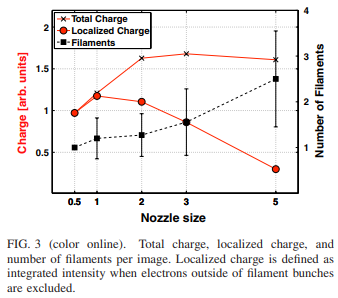 Total Charge
Localized Charge
Filaments
Charge [arb. units]
2
1.5
1
0.5
4
3
2
1
Number of Filaments
0.5 1 2 3 5
Nozzle size
FIG. 3 (color online). Total charge, localized charge, and
number of filaments per image. Localized charge is defined as
integrated intensity when electrons outside of filament bunches
are excluded.